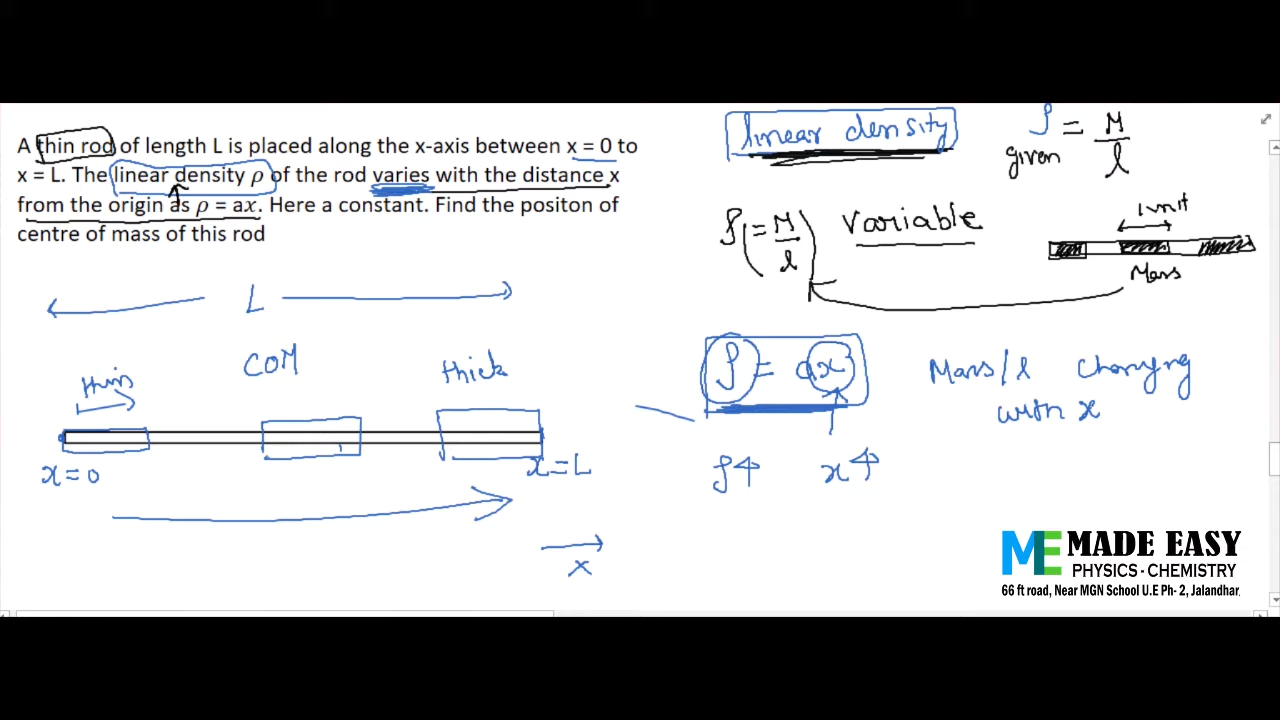 A thin rod of length L is placed along the x-axis between x = 0 to
x = L. The linear density ρ of the rod varies with the distance x
from the origin as ρ = ax. Here a constant. Find the positon of
centre of mass of this rod
linear density
ρ = M/l
given
ρ (= M/l) variable
1 unit
Mass
L
COM
thin
thick
x = 0
x = L
x
ρ = ax
Mass/l changing
with x
ρ↑ x↑
ME MADE EASY
PHYSICS - CHEMISTRY
66 ft road, Near MGN School U.E Ph- 2, Jalandhar